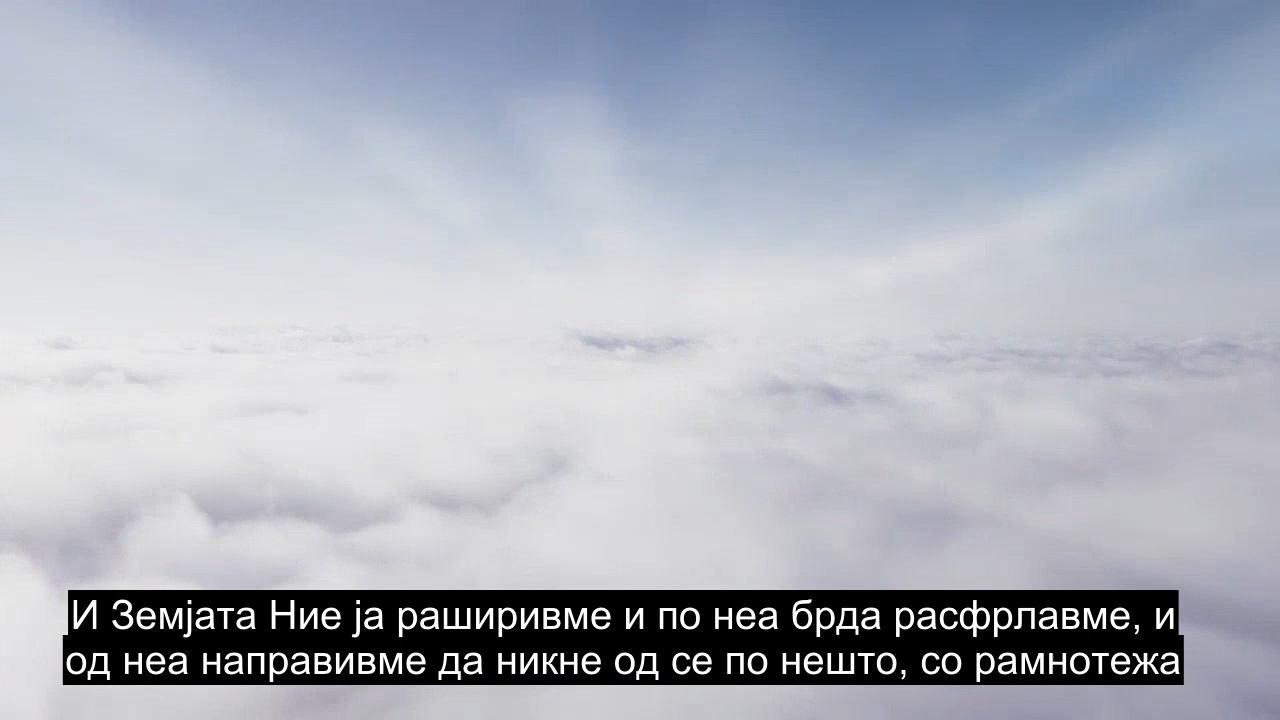 И Земјата Ние ја раширивме и по неа брда расфрлавме, и
од неа направивме да никне од се по нешто, со рамнотежа